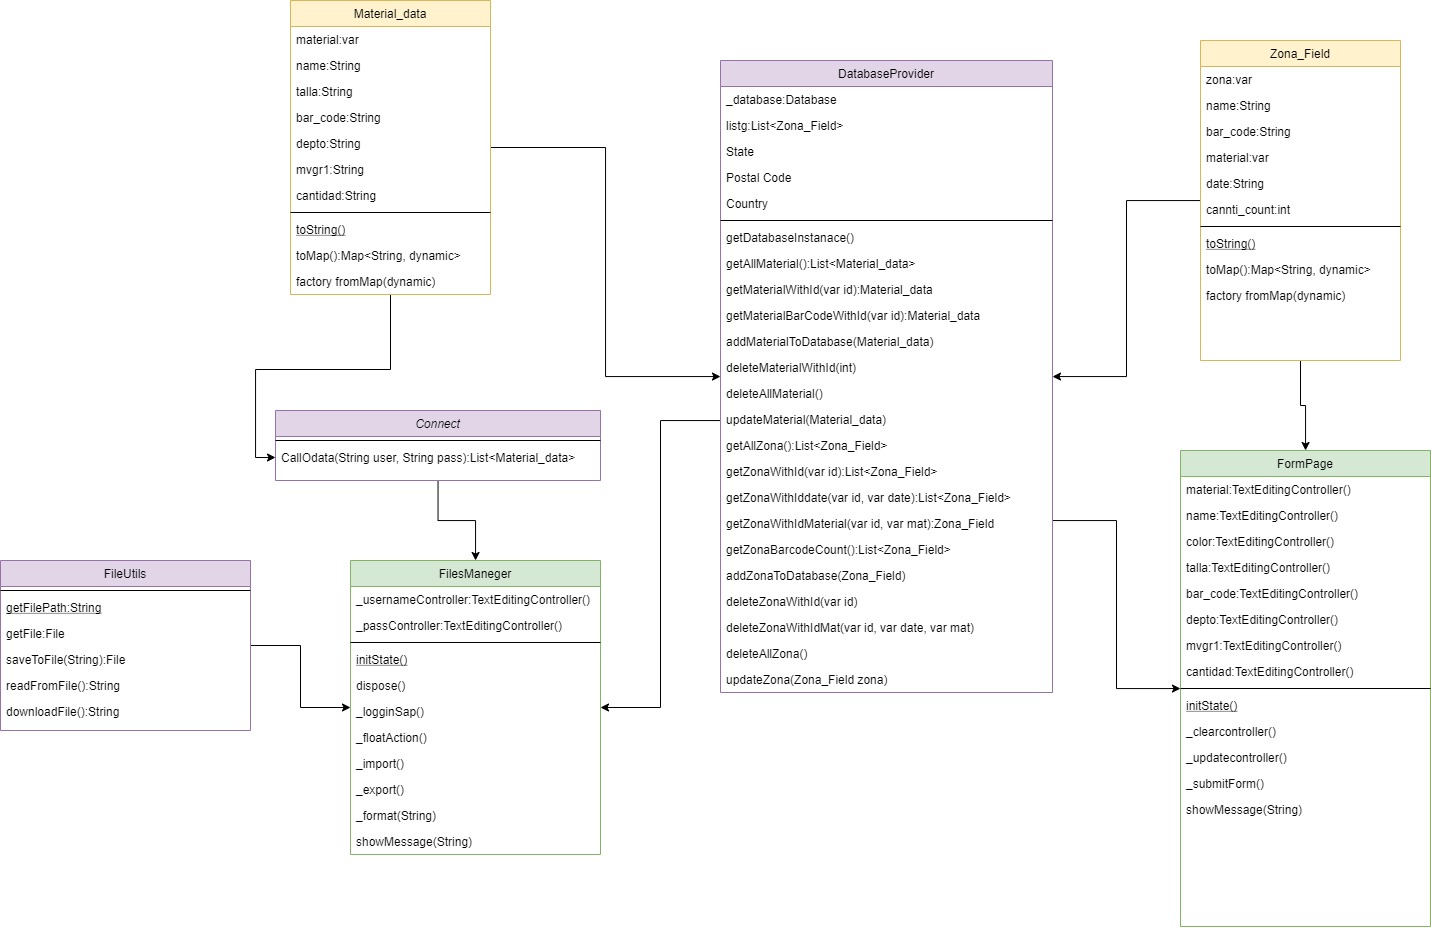 Material_data
material:var
name:String
talla:String
bar_code:String
depto:String
mvgr1:String
cantidad:String
toString()
toMap():Map<String, dynamic>
factory fromMap(dynamic)
DatabaseProvider
_database:Database
listg:List<Zona_Field>
State
Postal Code
Country
getDatabaseInstanace()
getAllMaterial():List<Material_data>
getMaterialWithId(var id):Material_data
getMaterialBarCodeWithId(var id):Material_data
addMaterialToDatabase(Material_data)
deleteMaterialWithId(int)
deleteAllMaterial()
updateMaterial(Material_data)
getAllZona():List<Zona_Field>
getZonaWithId(var id):List<Zona_Field>
getZonaWithIddate(var id, var date):List<Zona_Field>
getZonaWithIdMaterial(var id, var mat):Zona_Field
getZonaBarcodeCount():List<Zona_Field>
addZonaToDatabase(Zona_Field)
deleteZonaWithId(var id)
deleteZonaWithIdMat(var id, var date, var mat)
deleteAllZona()
updateZona(Zona_Field zona)
Zona_Field
zona:var
name:String
bar_code:String
material:var
date:String
cannti_count:int
toString()
toMap():Map<String, dynamic>
factory fromMap(dynamic)
Connect
CallOdata(String user, String pass):List<Material_data>
FileUtils
getFilePath:String
getFile:File
saveToFile(String):File
readFromFile():String
downloadFile():String
FilesManeger
_usernameController:TextEditingController()
_passController:TextEditingController()
initState()
dispose()
_logginSap()
_floatAction()
_import()
_export()
_format(String)
showMessage(String)
FormPage
material:TextEditingController()
name:TextEditingController()
color:TextEditingController()
talla:TextEditingController()
bar_code:TextEditingController()
depto:TextEditingController()
mvgr1:TextEditingController()
cantidad:TextEditingController()
initState()
_clearcontroller()
_updatecontroller()
_submitForm()
showMessage(String)